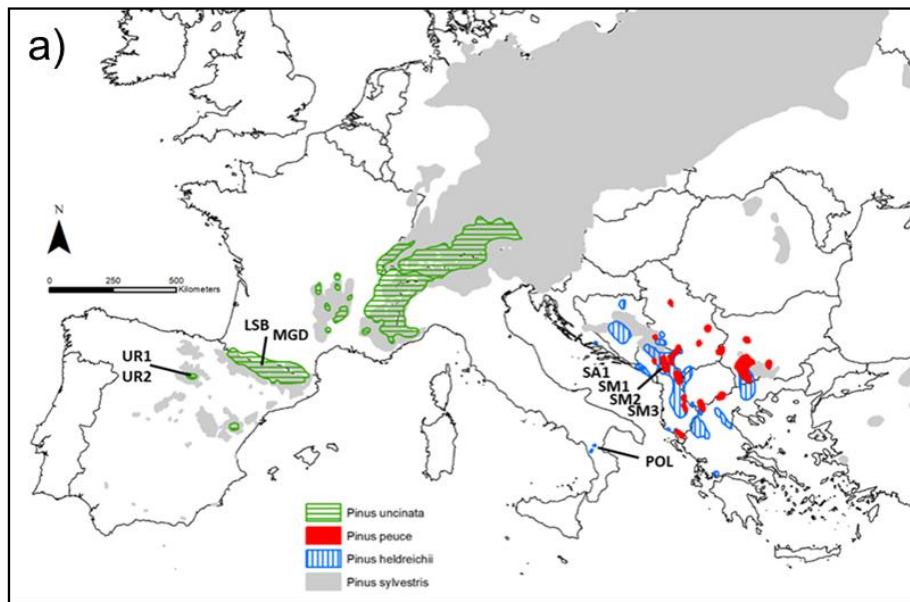 a)
N
0 250 500
Kilometers
LSB
MGD
UR1
UR2
SA1
SM1
SM2
SM3
POL
Pinus uncinata
Pinus peuce
Pinus heldreichii
Pinus sylvestris